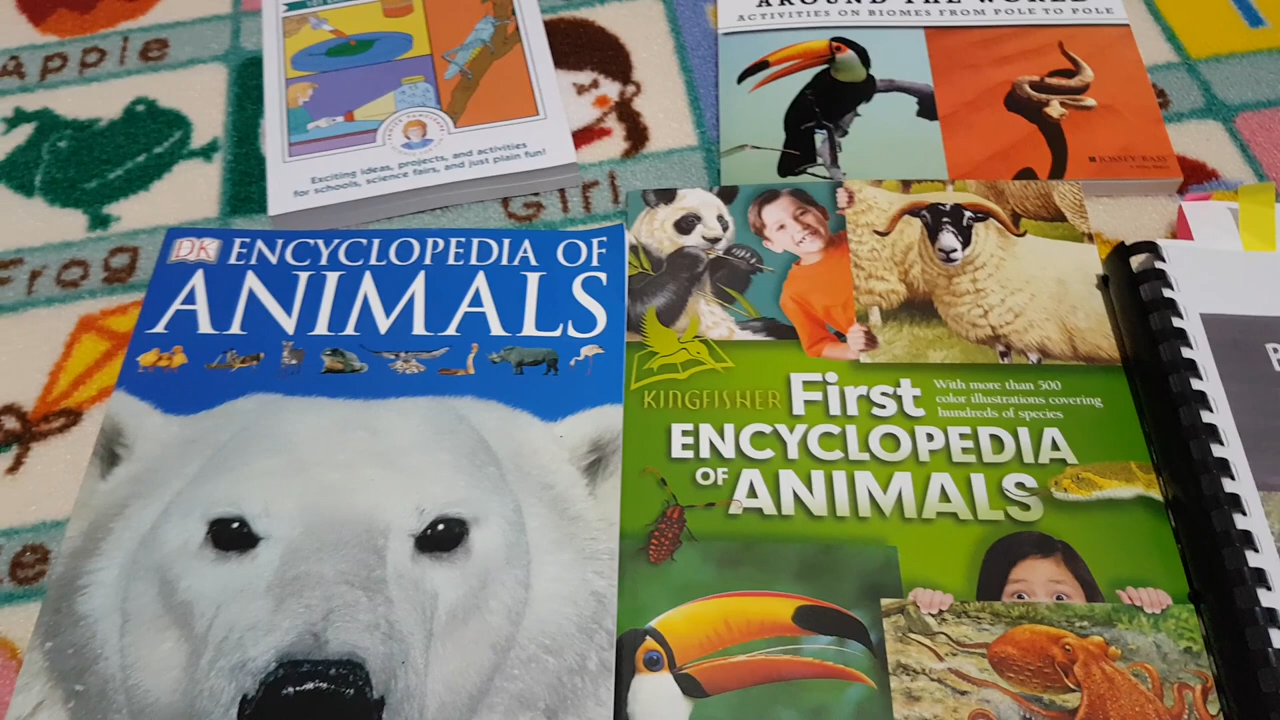 AROUND THE WORLD
ACTIVITIES ON BIOMES FROM POLE TO POLE
JOSSEY-BASS
Apple
Exciting ideas, projects, and activities
for schools, science fairs, and just plain fun!
Girl
Frog
DK ENCYCLOPEDIA OF
ANIMALS
KINGFISHER First
With more than 500
color illustrations covering
hundreds of species
ENCYCLOPEDIA
OF ANIMALS